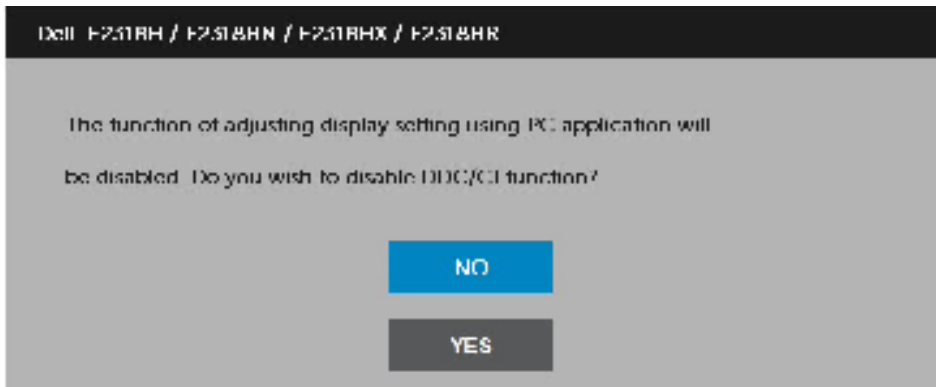 Dell E2318H / E2318HN / E2318HX / E2318HR
The function of adjusting display setting using PC application will
be disabled. Do you wish to disable DDC/CI function?
NO
YES